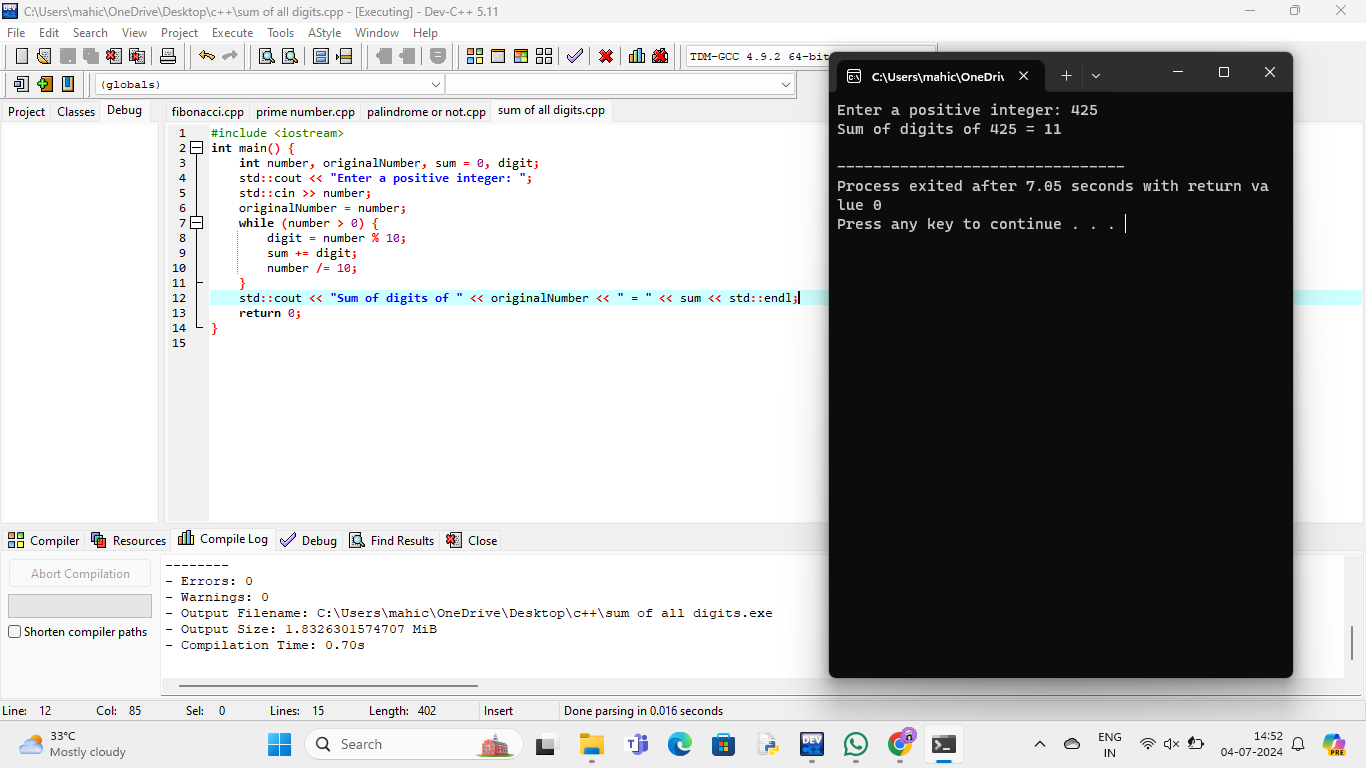 C:\Users\mahic\OneDrive\Desktop\c++\sum of all digits.cpp - [Executing] - Dev-C++ 5.11
File Edit Search View Project Execute Tools AStyle Window Help
TDM-GCC 4.9.2 64-bit
(globals)
Project Classes Debug
fibonacci.cpp prime number.cpp palindrome or not.cpp sum of all digits.cpp
1 #include <iostream>
2 int main() {
3 int number, originalNumber, sum = 0, digit;
4 std::cout << "Enter a positive integer: ";
5 std::cin >> number;
6 originalNumber = number;
7 while (number > 0) {
8 digit = number % 10;
9 sum += digit;
10 number /= 10;
11 }
12 std::cout << "Sum of digits of " << originalNumber << " = " << sum << std::endl;
13 return 0;
14 }
15
C:\Users\mahic\OneDri
Enter a positive integer: 425
Sum of digits of 425 = 11
--------------------------------
Process exited after 7.05 seconds with return va
lue 0
Press any key to continue . . .
Compiler Resources Compile Log Debug Find Results Close
Abort Compilation
Shorten compiler paths
--------
- Errors: 0
- Warnings: 0
- Output Filename: C:\Users\mahic\OneDrive\Desktop\c++\sum of all digits.exe
- Output Size: 1.8326301574707 MiB
- Compilation Time: 0.70s
Line: 12 Col: 85 Sel: 0 Lines: 15 Length: 402 Insert Done parsing in 0.016 seconds
33°C
Mostly cloudy
Search
DEV
ENG
IN
14:52
04-07-2024
PRE